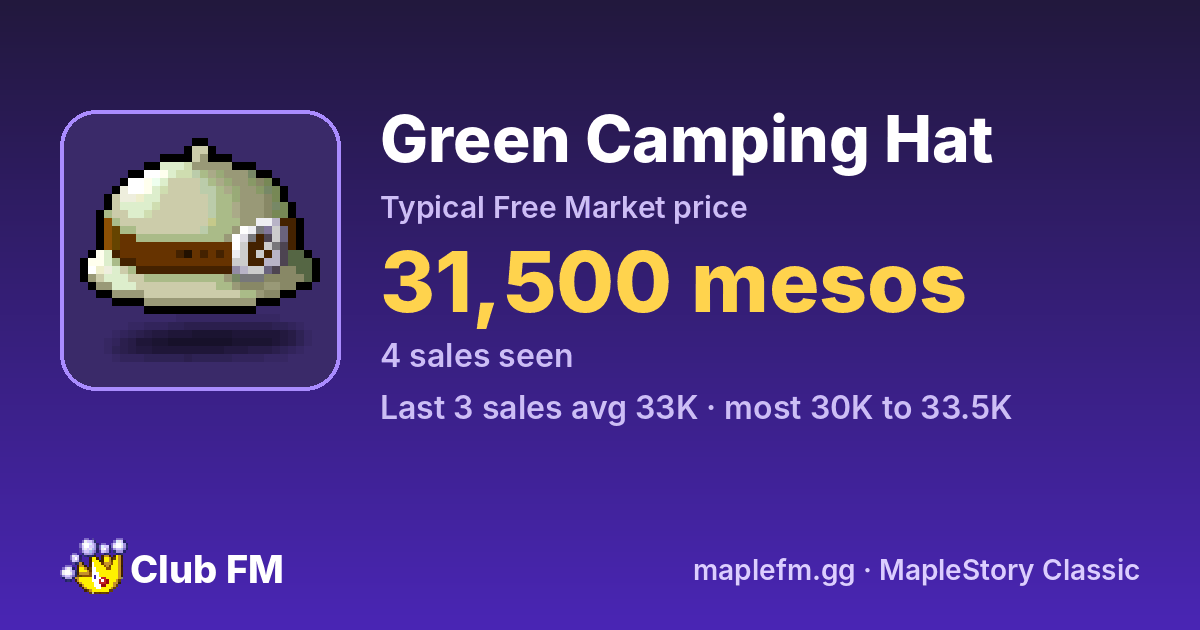 Green Camping Hat
Typical Free Market price
31,500 mesos
4 sales seen
Last 3 sales avg 33K · most 30K to 33.5K
Club FM
maplefm.gg · MapleStory Classic